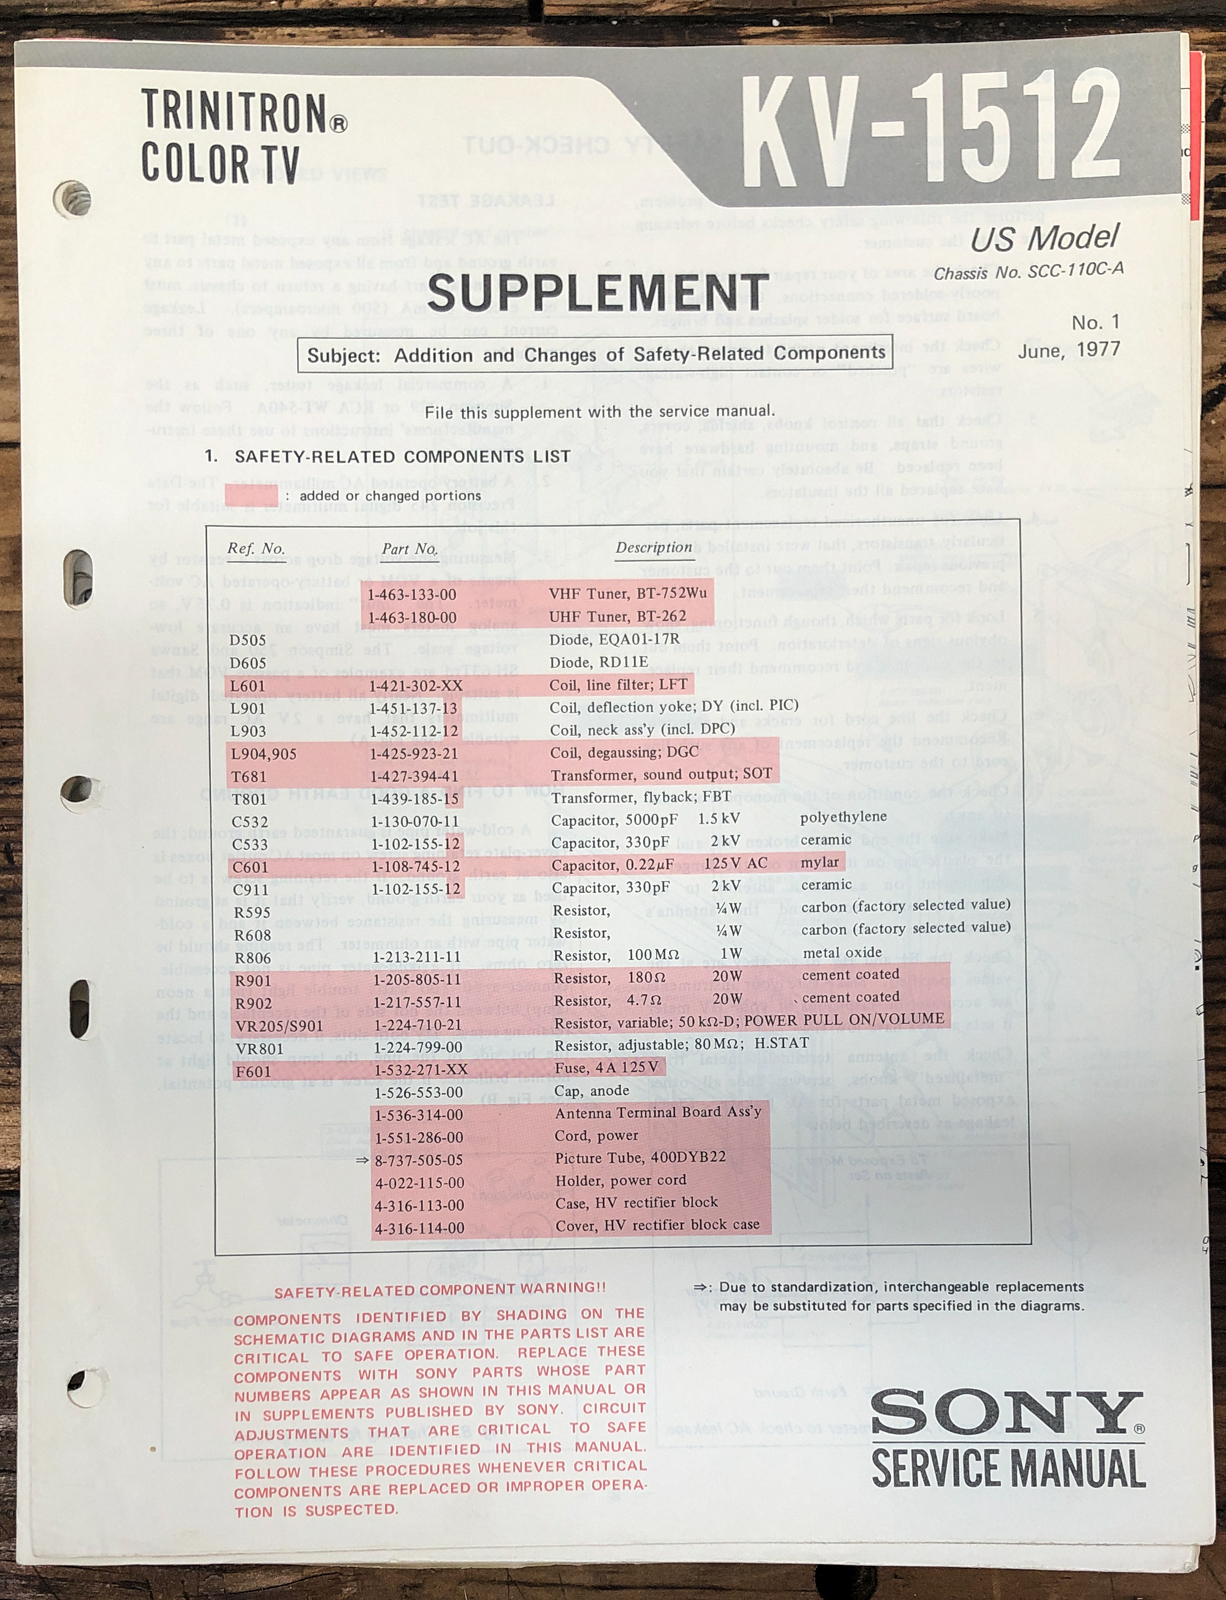 TRINITRON®
COLOR TV
KV-1512
US Model
Chassis No. SCC-110C-A
SUPPLEMENT
No. 1
June, 1977
Subject: Addition and Changes of Safety-Related Components
File this supplement with the service manual.
1. SAFETY-RELATED COMPONENTS LIST
: added or changed portions
Ref. No. Part No. Description
1-463-133-00 VHF Tuner, BT-752Wu
1-463-180-00 UHF Tuner, BT-262
D505 Diode, EQA01-17R
D605 Diode, RD11E
L601 1-421-302-XX Coil, line filter; LFT
L901 1-451-137-13 Coil, deflection yoke; DY (incl. PIC)
L903 1-452-112-12 Coil, neck ass'y (incl. DPC)
L904,905 1-425-923-21 Coil, degaussing; DGC
T681 1-427-394-41 Transformer, sound output; SOT
T801 1-439-185-15 Transformer, flyback; FBT
C532 1-130-070-11 Capacitor, 5000pF 1.5 kV polyethylene
C533 1-102-155-12 Capacitor, 330pF 2 kV ceramic
C601 1-108-745-12 Capacitor, 0.22μF 125 V AC mylar
C911 1-102-155-12 Capacitor, 330pF 2 kV ceramic
R595 Resistor, ¼W carbon (factory selected value)
R608 Resistor, ¼W carbon (factory selected value)
R806 1-213-211-11 Resistor, 100 MΩ 1W metal oxide
R901 1-205-805-11 Resistor, 180Ω 20W cement coated
R902 1-217-557-11 Resistor, 4.7Ω 20W cement coated
VR205/S901 1-224-710-21 Resistor, variable; 50 kΩ-D; POWER PULL ON/VOLUME
VR801 1-224-799-00 Resistor, adjustable; 80 MΩ; H.STAT
F601 1-532-271-XX Fuse, 4 A 125 V
1-526-553-00 Cap, anode
1-536-314-00 Antenna Terminal Board Ass'y
1-551-286-00 Cord, power
⇒ 8-737-505-05 Picture Tube, 400DYB22
4-022-115-00 Holder, power cord
4-316-113-00 Case, HV rectifier block
4-316-114-00 Cover, HV rectifier block case
SAFETY-RELATED COMPONENT WARNING!!
COMPONENTS IDENTIFIED BY SHADING ON THE
SCHEMATIC DIAGRAMS AND IN THE PARTS LIST ARE
CRITICAL TO SAFE OPERATION. REPLACE THESE
COMPONENTS WITH SONY PARTS WHOSE PART
NUMBERS APPEAR AS SHOWN IN THIS MANUAL OR
IN SUPPLEMENTS PUBLISHED BY SONY. CIRCUIT
ADJUSTMENTS THAT ARE CRITICAL TO SAFE
OPERATION ARE IDENTIFIED IN THIS MANUAL.
FOLLOW THESE PROCEDURES WHENEVER CRITICAL
COMPONENTS ARE REPLACED OR IMPROPER OPERA-
TION IS SUSPECTED.
⇒: Due to standardization, interchangeable replacements
may be substituted for parts specified in the diagrams.
SONY®
SERVICE MANUAL